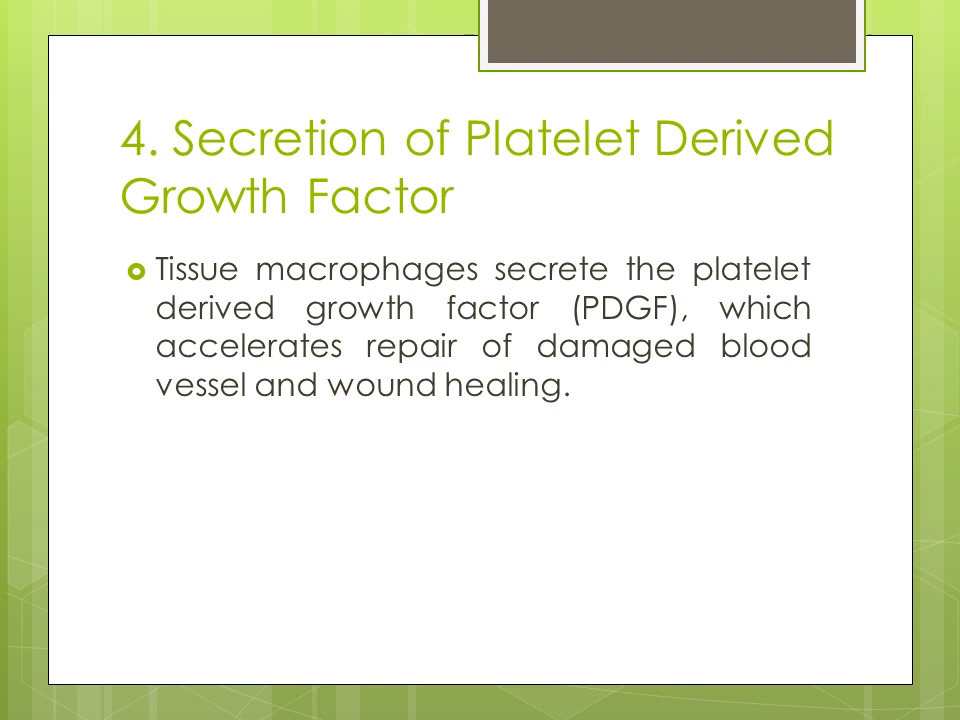 4. Secretion of Platelet Derived
Growth Factor
Tissue macrophages secrete the platelet
derived growth factor (PDGF), which
accelerates repair of damaged blood
vessel and wound healing.